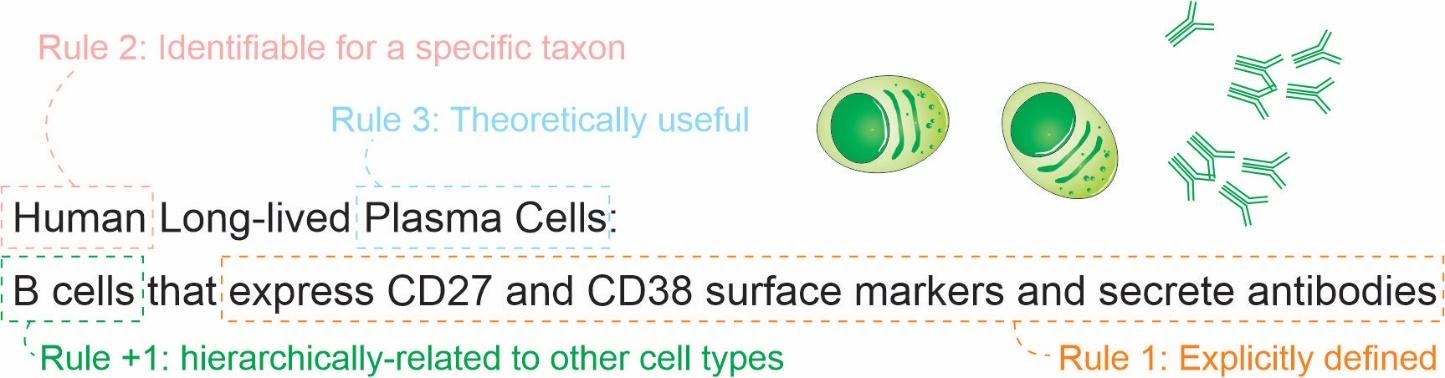 Rule 2: Identifiable for a specific taxon
Rule 3: Theoretically useful
Human Long-lived Plasma Cells:
B cells that express CD27 and CD38 surface markers and secrete antibodies
Rule +1: hierarchically-related to other cell types
Rule 1: Explicitly defined